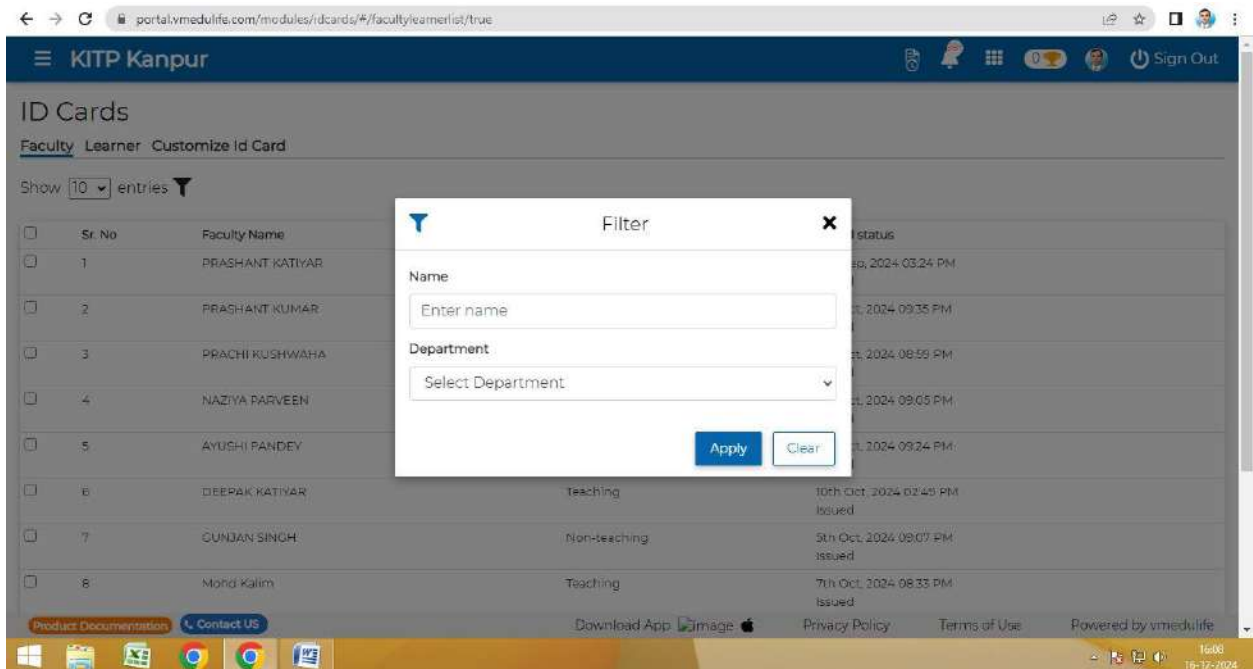 portal.vmedulife.com/modules/idcards/#/facultylearnerlist/true
KITP Kanpur
0
Sign Out
ID Cards
Faculty Learner Customize Id Card
Show 10 entries
Filter
Name
Enter name
Department
Select Department
Apply Clear
Sr. No Faculty Name status
1 PRASHANT KATIYAR 2024 03:24 PM
2 PRASHANT KUMAR 2024 09:35 PM
3 PRACHI KUSHWAHA 2024 08:59 PM
4 NAZIYA PARVEEN 2024 09:05 PM
5 AYUSHI PANDEY 2024 09:24 PM
6 DEEPAK KATIYAR Teaching 10th Oct, 2024 02:45 PM
Issued
7 GUNJAN SINGH Non-teaching 5th Oct, 2024 09:07 PM
Issued
8 Mohd Kalim Teaching 7th Oct, 2024 08:33 PM
Issued
Product Documentation Contact US Download App image Privacy Policy Terms of Use Powered by vmedulife
16:08
16-12-2024